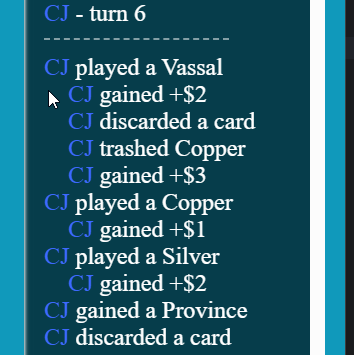 CJ - turn 6
CJ played a Vassal
CJ gained +$2
CJ discarded a card
CJ trashed Copper
CJ gained +$3
CJ played a Copper
CJ gained +$1
CJ played a Silver
CJ gained +$2
CJ gained a Province
CJ discarded a card